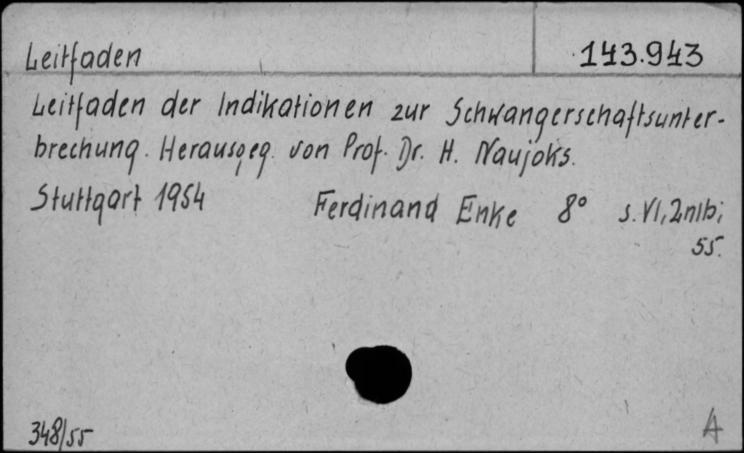 Leitfaden 143.943
Leitfaden der Indikationen zur Schwangerschaftsunter-
brechung. Herausgeg. von Prof. Dr. H. Naujoks.
Stuttgart 1954 Ferdinand Enke 8° s. VI, 2nlb;
55.
348/55 A